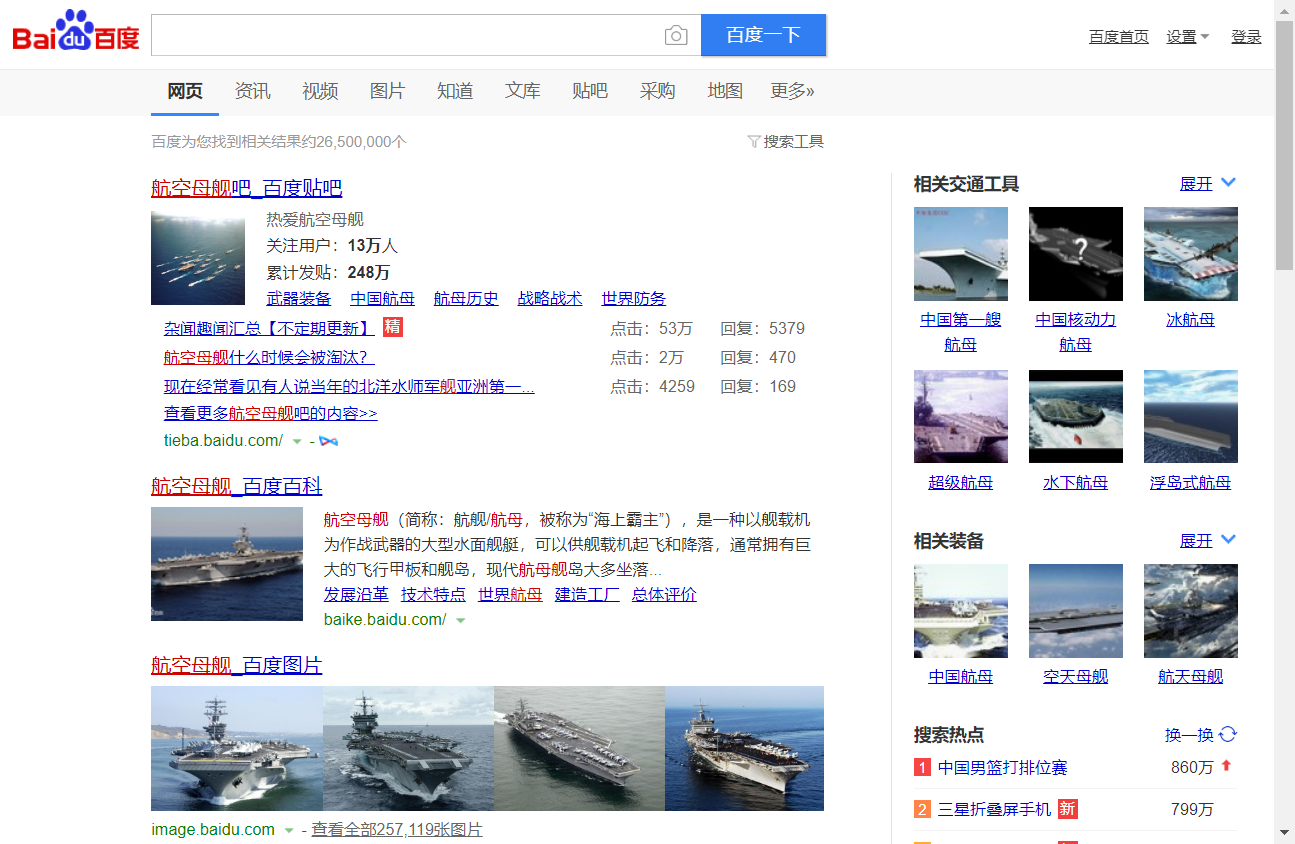 Bai du 百度
百度一下
百度首页 设置 登录
网页 资讯 视频 图片 知道 文库 贴吧 采购 地图 更多»
百度为您找到相关结果约26,500,000个
搜索工具
航空母舰吧_百度贴吧
热爱航空母舰
关注用户：13万人
累计发贴：248万
武器装备 中国航母 航母历史 战略战术 世界防务
杂闻趣闻汇总【不定期更新】 精 点击：53万 回复：5379
航空母舰什么时候会被淘汰？ 点击：2万 回复：470
现在经常看见有人说当年的北洋水师军舰亚洲第一... 点击：4259 回复：169
查看更多航空母舰吧的内容>>
tieba.baidu.com/ -
航空母舰_百度百科
航空母舰（简称：航舰/航母，被称为“海上霸主”），是一种以舰载机
为作战武器的大型水面舰艇，可以供舰载机起飞和降落，通常拥有巨
大的飞行甲板和舰岛，现代航母舰岛大多坐落...
发展沿革 技术特点 世界航母 建造工厂 总体评价
baike.baidu.com/
航空母舰_百度图片
image.baidu.com - 查看全部257,119张图片
相关交通工具 展开
?
中国第一艘
航母
中国核动力
航母
冰航母
超级航母 水下航母 浮岛式航母
相关装备 展开
中国航母 空天母舰 航天母舰
搜索热点 换一换
1 中国男篮打排位赛 860万
2 三星折叠屏手机 新 799万